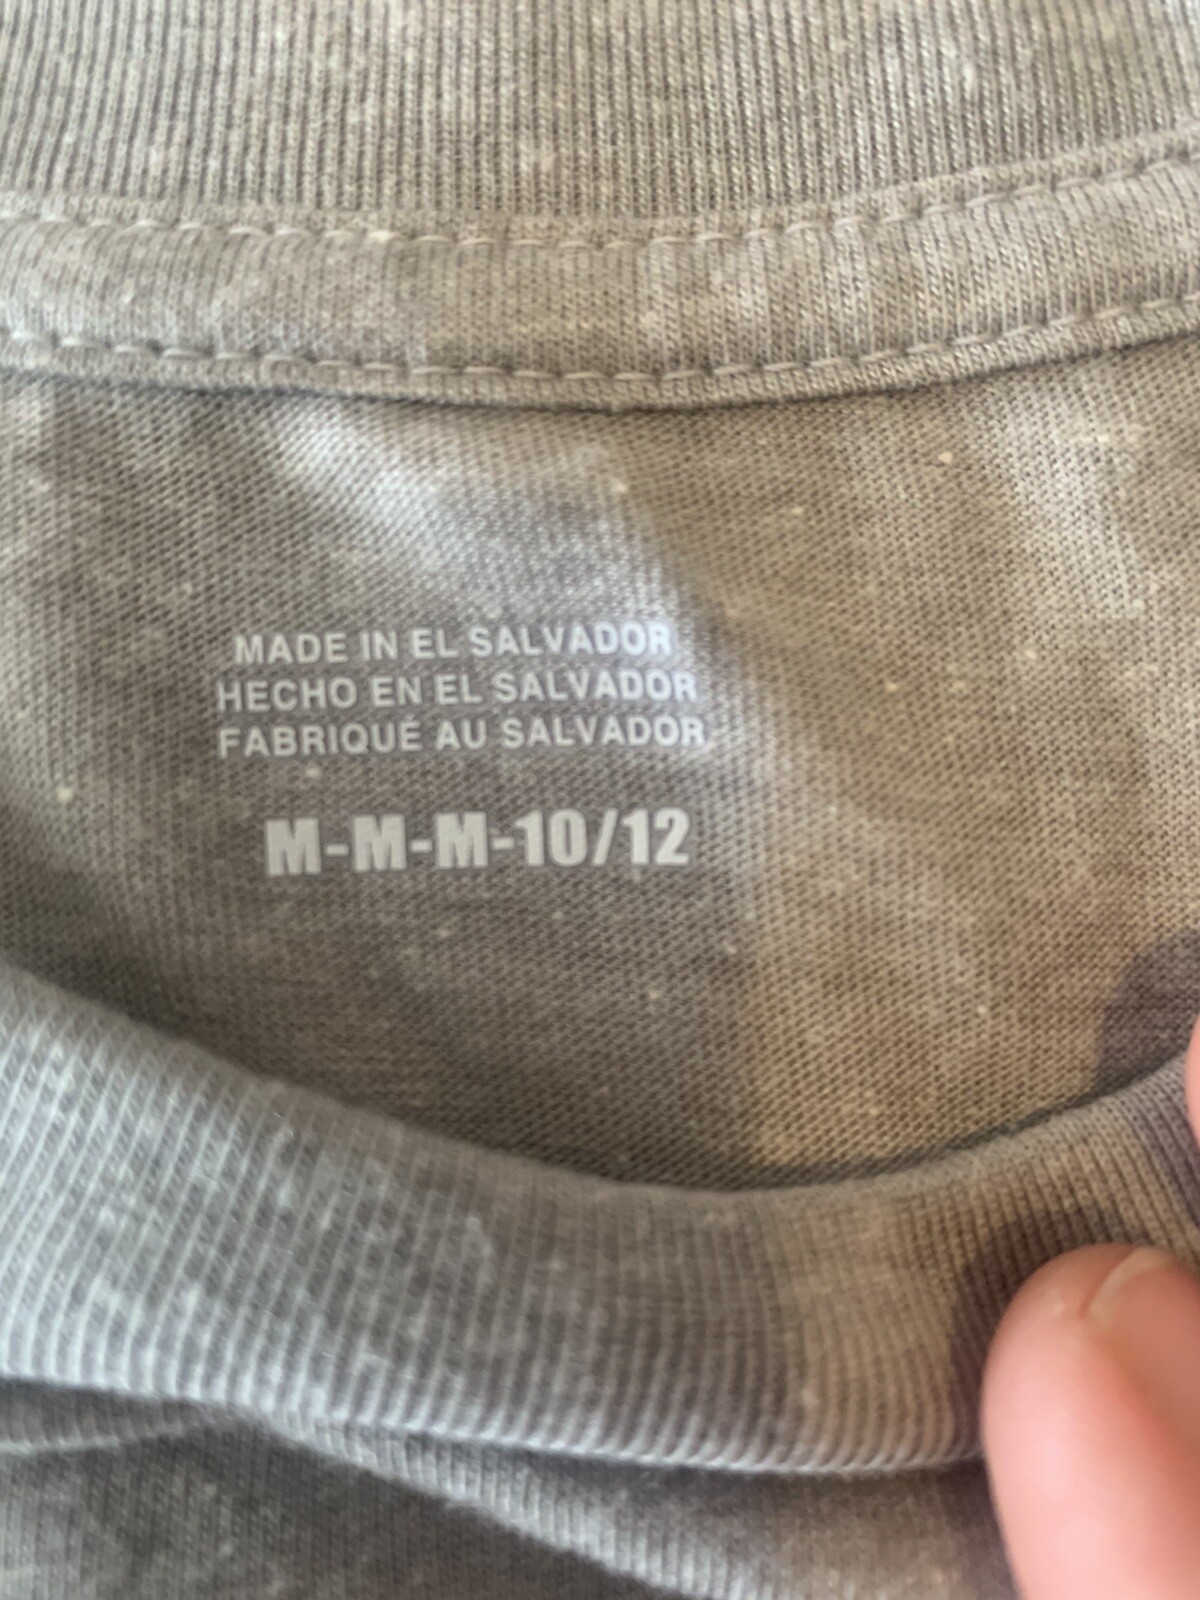 MADE IN EL SALVADOR
HECHO EN EL SALVADOR
FABRIQUÉ AU SALVADOR
M-M-M-10/12